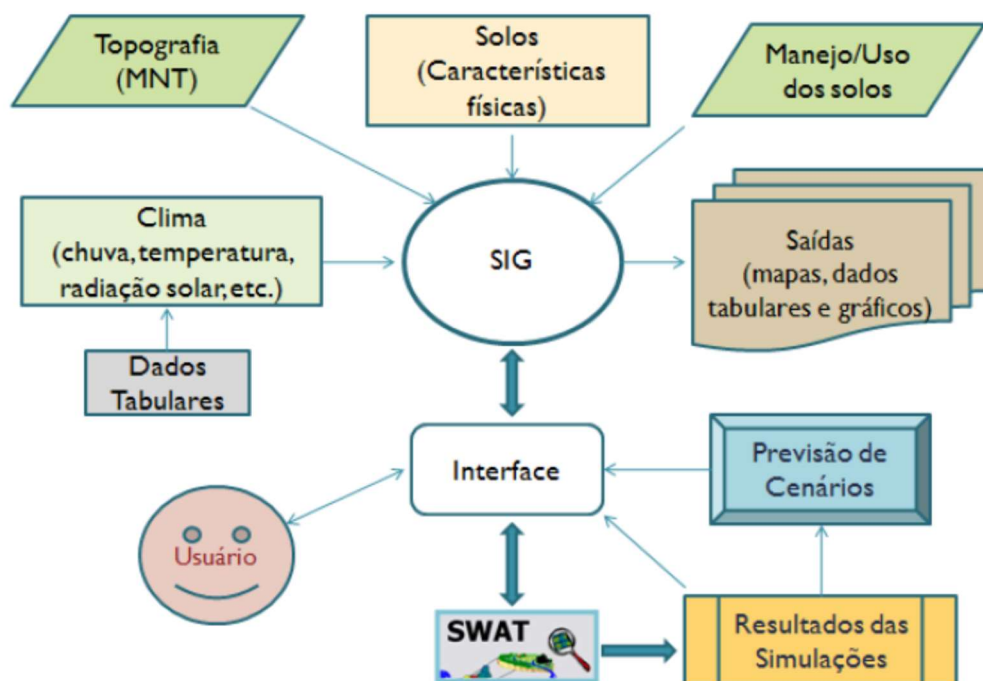 Topografia
(MNT)
Solos
(Características
físicas)
Manejo/Uso
dos solos
Clima
(chuva, temperatura,
radiação solar, etc.)
SIG
Saídas
(mapas, dados
tabulares e gráficos)
Dados
Tabulares
Interface
Previsão de
Cenários
Usuário
SWAT
Resultados das
Simulações